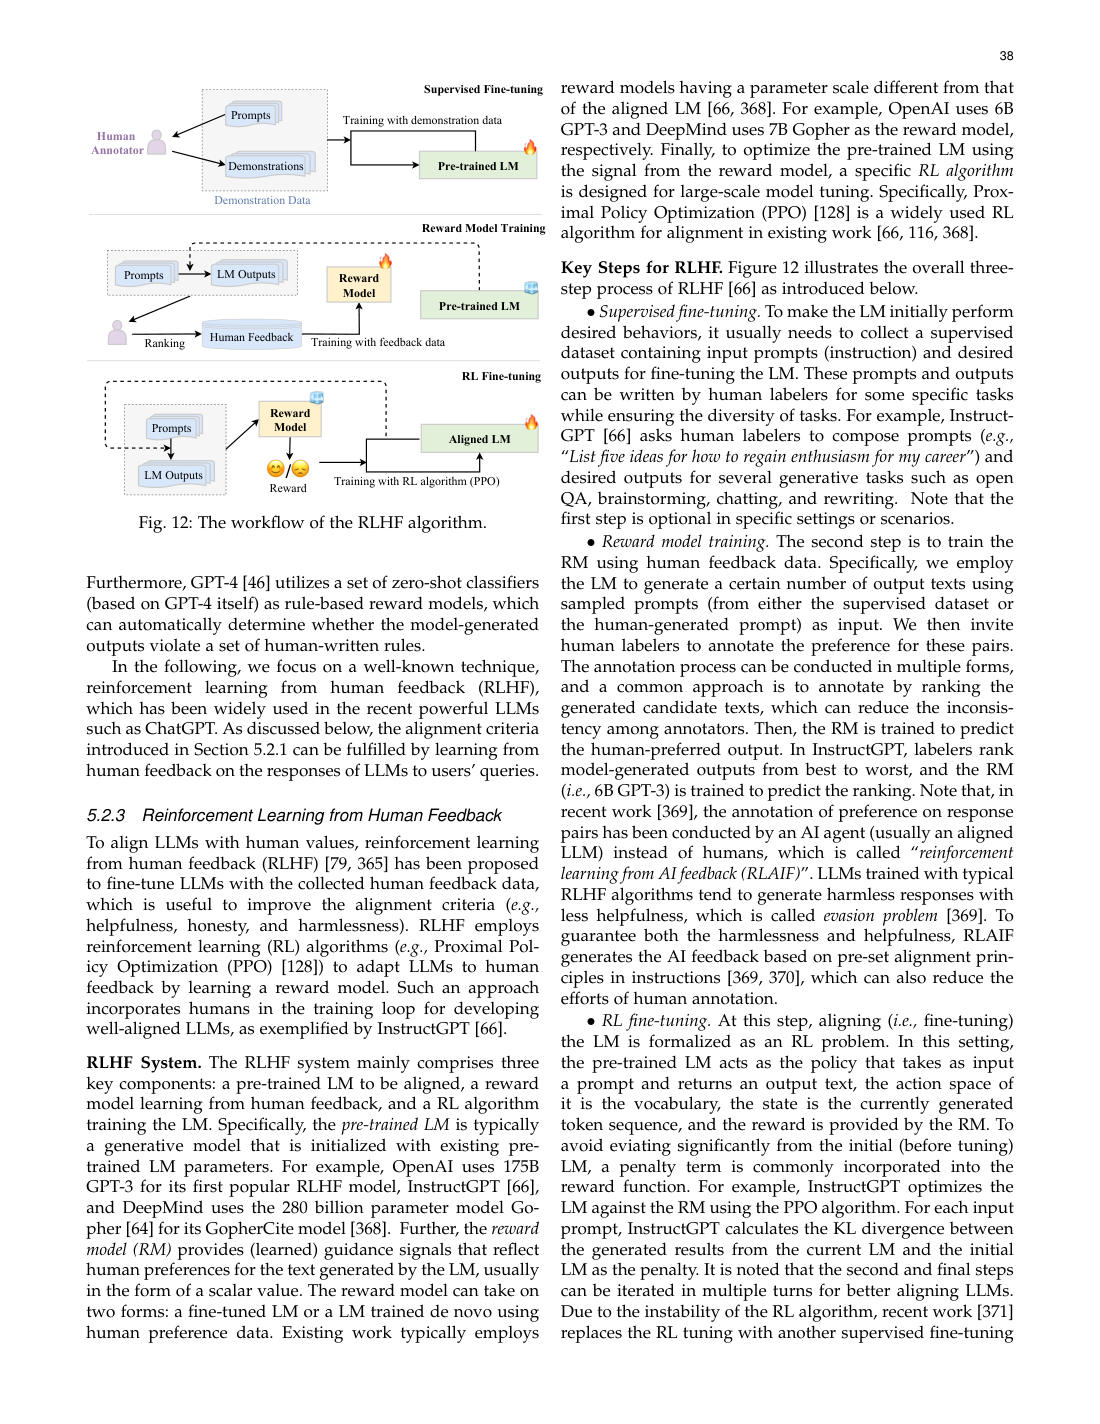 38
Supervised Fine-tuning
Prompts
Training with demonstration data
Human
Annotator
Demonstrations
Pre-trained LM
Demonstration Data
Reward Model Training
Prompts
LM Outputs
Reward
Model
Pre-trained LM
Ranking
Human Feedback
Training with feedback data
RL Fine-tuning
Prompts
Reward
Model
Aligned LM
LM Outputs
/
Reward
Training with RL algorithm (PPO)
Fig. 12: The workflow of the RLHF algorithm.
Furthermore, GPT-4 [46] utilizes a set of zero-shot classifiers
(based on GPT-4 itself) as rule-based reward models, which
can automatically determine whether the model-generated
outputs violate a set of human-written rules.
In the following, we focus on a well-known technique,
reinforcement learning from human feedback (RLHF),
which has been widely used in the recent powerful LLMs
such as ChatGPT. As discussed below, the alignment criteria
introduced in Section 5.2.1 can be fulfilled by learning from
human feedback on the responses of LLMs to users' queries.
5.2.3 Reinforcement Learning from Human Feedback
To align LLMs with human values, reinforcement learning
from human feedback (RLHF) [79, 365] has been proposed
to fine-tune LLMs with the collected human feedback data,
which is useful to improve the alignment criteria (e.g.,
helpfulness, honesty, and harmlessness). RLHF employs
reinforcement learning (RL) algorithms (e.g., Proximal Pol-
icy Optimization (PPO) [128]) to adapt LLMs to human
feedback by learning a reward model. Such an approach
incorporates humans in the training loop for developing
well-aligned LLMs, as exemplified by InstructGPT [66].
RLHF System. The RLHF system mainly comprises three
key components: a pre-trained LM to be aligned, a reward
model learning from human feedback, and a RL algorithm
training the LM. Specifically, the pre-trained LM is typically
a generative model that is initialized with existing pre-
trained LM parameters. For example, OpenAI uses 175B
GPT-3 for its first popular RLHF model, InstructGPT [66],
and DeepMind uses the 280 billion parameter model Go-
pher [64] for its GopherCite model [368]. Further, the reward
model (RM) provides (learned) guidance signals that reflect
human preferences for the text generated by the LM, usually
in the form of a scalar value. The reward model can take on
two forms: a fine-tuned LM or a LM trained de novo using
human preference data. Existing work typically employs
reward models having a parameter scale different from that
of the aligned LM [66, 368]. For example, OpenAI uses 6B
GPT-3 and DeepMind uses 7B Gopher as the reward model,
respectively. Finally, to optimize the pre-trained LM using
the signal from the reward model, a specific RL algorithm
is designed for large-scale model tuning. Specifically, Prox-
imal Policy Optimization (PPO) [128] is a widely used RL
algorithm for alignment in existing work [66, 116, 368].
Key Steps for RLHF. Figure 12 illustrates the overall three-
step process of RLHF [66] as introduced below.
• Supervised fine-tuning. To make the LM initially perform
desired behaviors, it usually needs to collect a supervised
dataset containing input prompts (instruction) and desired
outputs for fine-tuning the LM. These prompts and outputs
can be written by human labelers for some specific tasks
while ensuring the diversity of tasks. For example, Instruct-
GPT [66] asks human labelers to compose prompts (e.g.,
“List five ideas for how to regain enthusiasm for my career”) and
desired outputs for several generative tasks such as open
QA, brainstorming, chatting, and rewriting. Note that the
first step is optional in specific settings or scenarios.
• Reward model training. The second step is to train the
RM using human feedback data. Specifically, we employ
the LM to generate a certain number of output texts using
sampled prompts (from either the supervised dataset or
the human-generated prompt) as input. We then invite
human labelers to annotate the preference for these pairs.
The annotation process can be conducted in multiple forms,
and a common approach is to annotate by ranking the
generated candidate texts, which can reduce the inconsis-
tency among annotators. Then, the RM is trained to predict
the human-preferred output. In InstructGPT, labelers rank
model-generated outputs from best to worst, and the RM
(i.e., 6B GPT-3) is trained to predict the ranking. Note that, in
recent work [369], the annotation of preference on response
pairs has been conducted by an AI agent (usually an aligned
LLM) instead of humans, which is called “reinforcement
learning from AI feedback (RLAIF)”. LLMs trained with typical
RLHF algorithms tend to generate harmless responses with
less helpfulness, which is called evasion problem [369]. To
guarantee both the harmlessness and helpfulness, RLAIF
generates the AI feedback based on pre-set alignment prin-
ciples in instructions [369, 370], which can also reduce the
efforts of human annotation.
• RL fine-tuning. At this step, aligning (i.e., fine-tuning)
the LM is formalized as an RL problem. In this setting,
the pre-trained LM acts as the policy that takes as input
a prompt and returns an output text, the action space of
it is the vocabulary, the state is the currently generated
token sequence, and the reward is provided by the RM. To
avoid eviating significantly from the initial (before tuning)
LM, a penalty term is commonly incorporated into the
reward function. For example, InstructGPT optimizes the
LM against the RM using the PPO algorithm. For each input
prompt, InstructGPT calculates the KL divergence between
the generated results from the current LM and the initial
LM as the penalty. It is noted that the second and final steps
can be iterated in multiple turns for better aligning LLMs.
Due to the instability of the RL algorithm, recent work [371]
replaces the RL tuning with another supervised fine-tuning